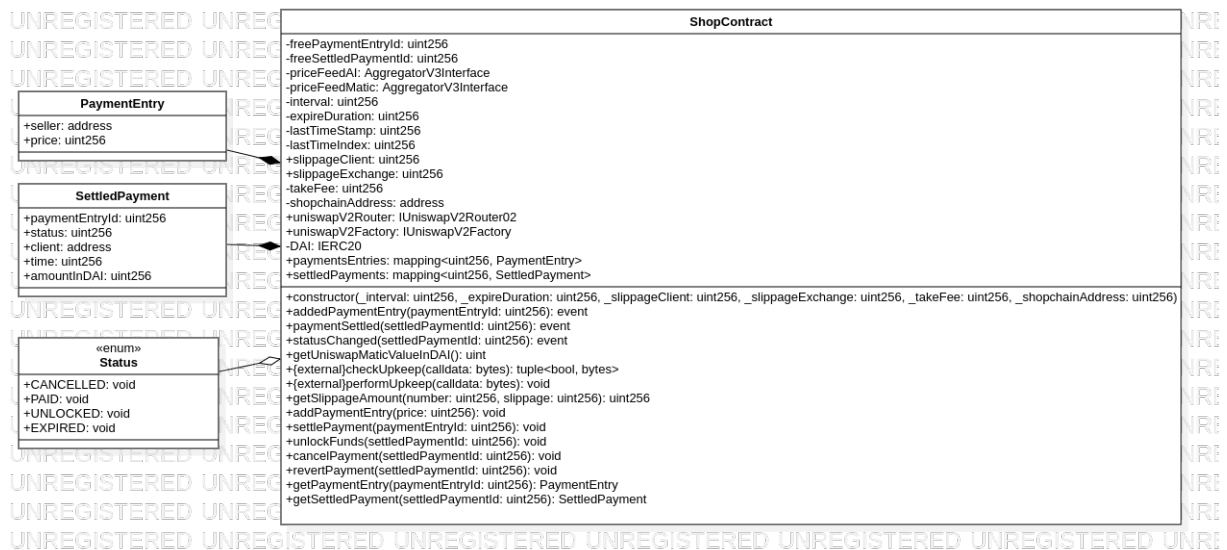 UNREGISTERED UNREGISTERED UNREGISTERED UNREGISTERED UNREGISTERED UNREGISTERED
PaymentEntry
+seller: address
+price: uint256
SettledPayment
+paymentEntryId: uint256
+status: uint256
+client: address
+time: uint256
+amountInDAI: uint256
«enum»
Status
+CANCELLED: void
+PAID: void
+UNLOCKED: void
+EXPIRED: void
ShopContract
-freePaymentEntryId: uint256
-freeSettledPaymentId: uint256
-priceFeedAI: AggregatorV3Interface
-priceFeedMatic: AggregatorV3Interface
-interval: uint256
-expireDuration: uint256
-lastTimeStamp: uint256
-lastTimeIndex: uint256
+slippageClient: uint256
+slippageExchange: uint256
-takeFee: uint256
-shopchainAddress: address
+uniswapV2Router: IUniswapV2Router02
+uniswapV2Factory: IUniswapV2Factory
-DAI: IERC20
+paymentsEntries: mapping<uint256, PaymentEntry>
+settledPayments: mapping<uint256, SettledPayment>
+constructor(_interval: uint256, _expireDuration: uint256, _slippageClient: uint256, _slippageExchange: uint256, _takeFee: uint256, _shopchainAddress: uint256)
+addedPaymentEntry(paymentEntryId: uint256): event
+paymentSettled(settledPaymentId: uint256): event
+statusChanged(settledPaymentId: uint256): event
+getUniswapMaticValueInDAI(): uint
+{external}checkUpkeep(calldata: bytes): tuple<bool, bytes>
+{external}performUpkeep(calldata: bytes): void
+getSlippageAmount(number: uint256, slippage: uint256): uint256
+addPaymentEntry(price: uint256): void
+settlePayment(paymentEntryId: uint256): void
+unlockFunds(settledPaymentId: uint256): void
+cancelPayment(settledPaymentId: uint256): void
+revertPayment(settledPaymentId: uint256): void
+getPaymentEntry(paymentEntryId: uint256): PaymentEntry
+getSettledPayment(settledPaymentId: uint256): SettledPayment